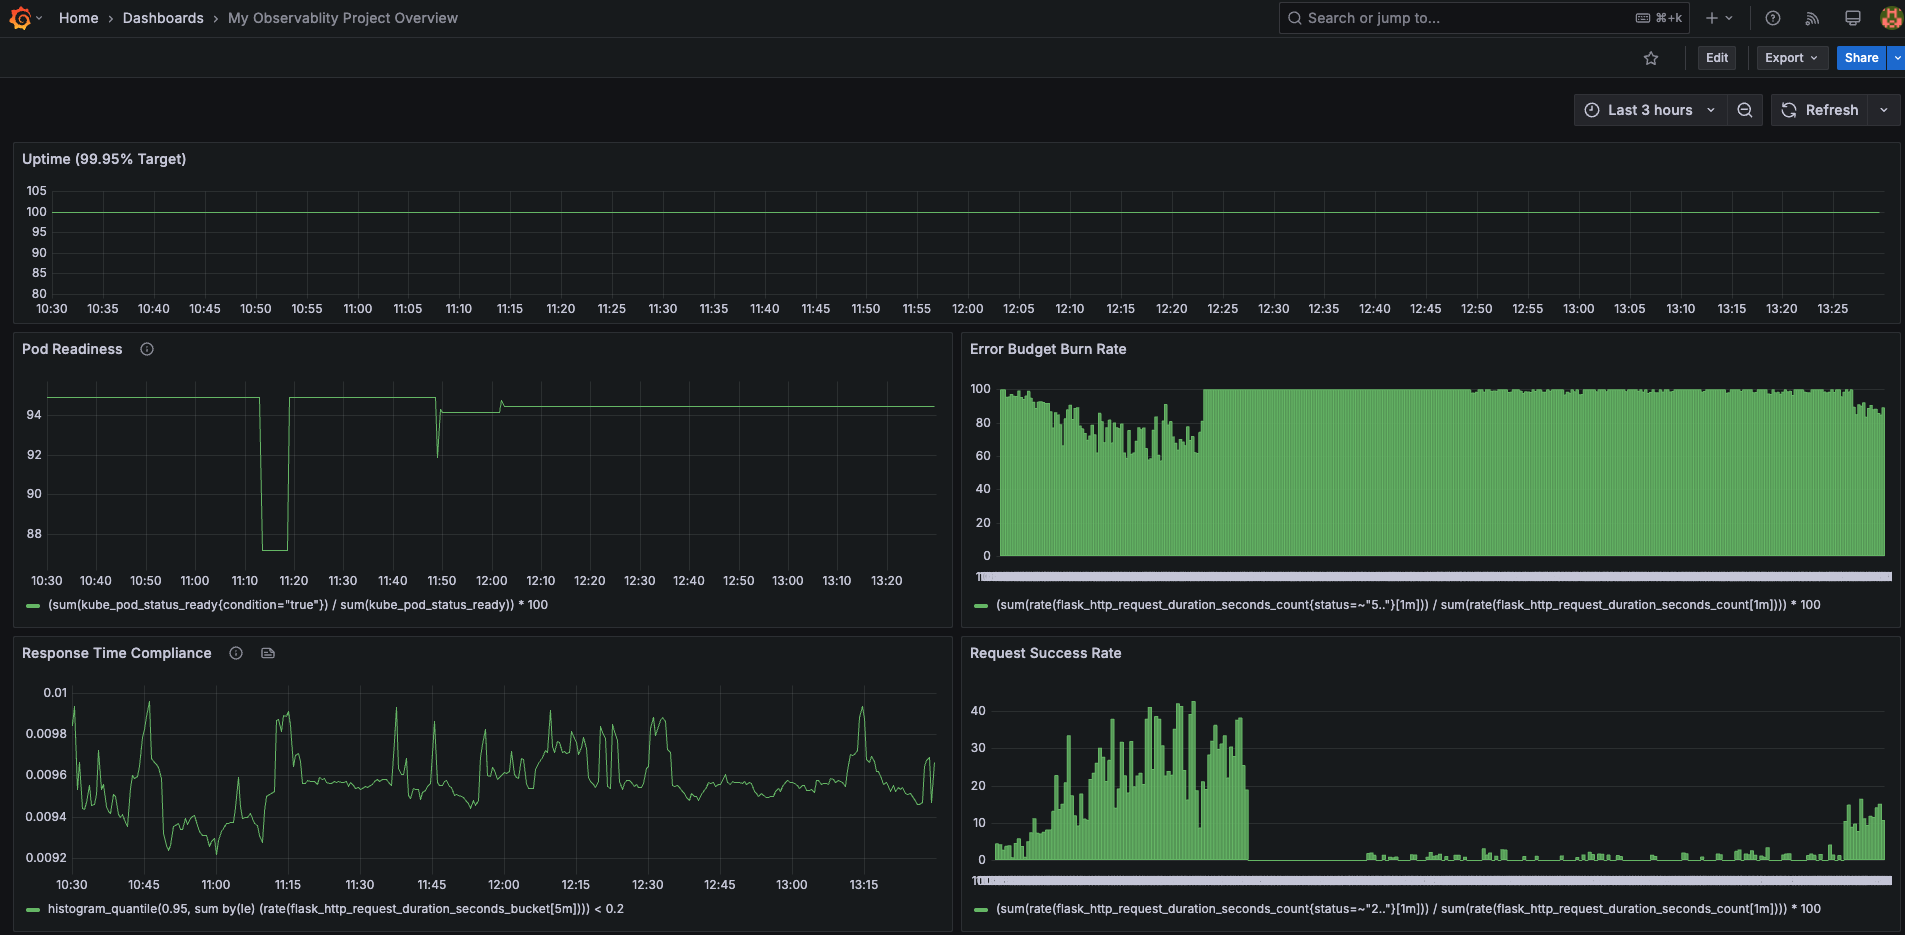 Home › Dashboards › My Observablity Project Overview
Search or jump to... ⌘+k
Edit Export Share
Last 3 hours Refresh
Uptime (99.95% Target)
105
100
95
90
85
80
10:30 10:35 10:40 10:45 10:50 10:55 11:00 11:05 11:10 11:15 11:20 11:25 11:30 11:35 11:40 11:45 11:50 11:55 12:00 12:05 12:10 12:15 12:20 12:25 12:30 12:35 12:40 12:45 12:50 12:55 13:00 13:05 13:10 13:15 13:20 13:25
Pod Readiness
94
92
90
88
10:30 10:40 10:50 11:00 11:10 11:20 11:30 11:40 11:50 12:00 12:10 12:20 12:30 12:40 12:50 13:00 13:10 13:20
(sum(kube_pod_status_ready{condition="true"}) / sum(kube_pod_status_ready)) * 100
Error Budget Burn Rate
100
80
60
40
20
0
(sum(rate(flask_http_request_duration_seconds_count{status=~"5.."}[1m])) / sum(rate(flask_http_request_duration_seconds_count[1m]))) * 100
Response Time Compliance
0.01
0.0098
0.0096
0.0094
0.0092
10:30 10:45 11:00 11:15 11:30 11:45 12:00 12:15 12:30 12:45 13:00 13:15
histogram_quantile(0.95, sum by(le) (rate(flask_http_request_duration_seconds_bucket[5m]))) < 0.2
Request Success Rate
40
30
20
10
0
(sum(rate(flask_http_request_duration_seconds_count{status=~"2.."}[1m])) / sum(rate(flask_http_request_duration_seconds_count[1m]))) * 100